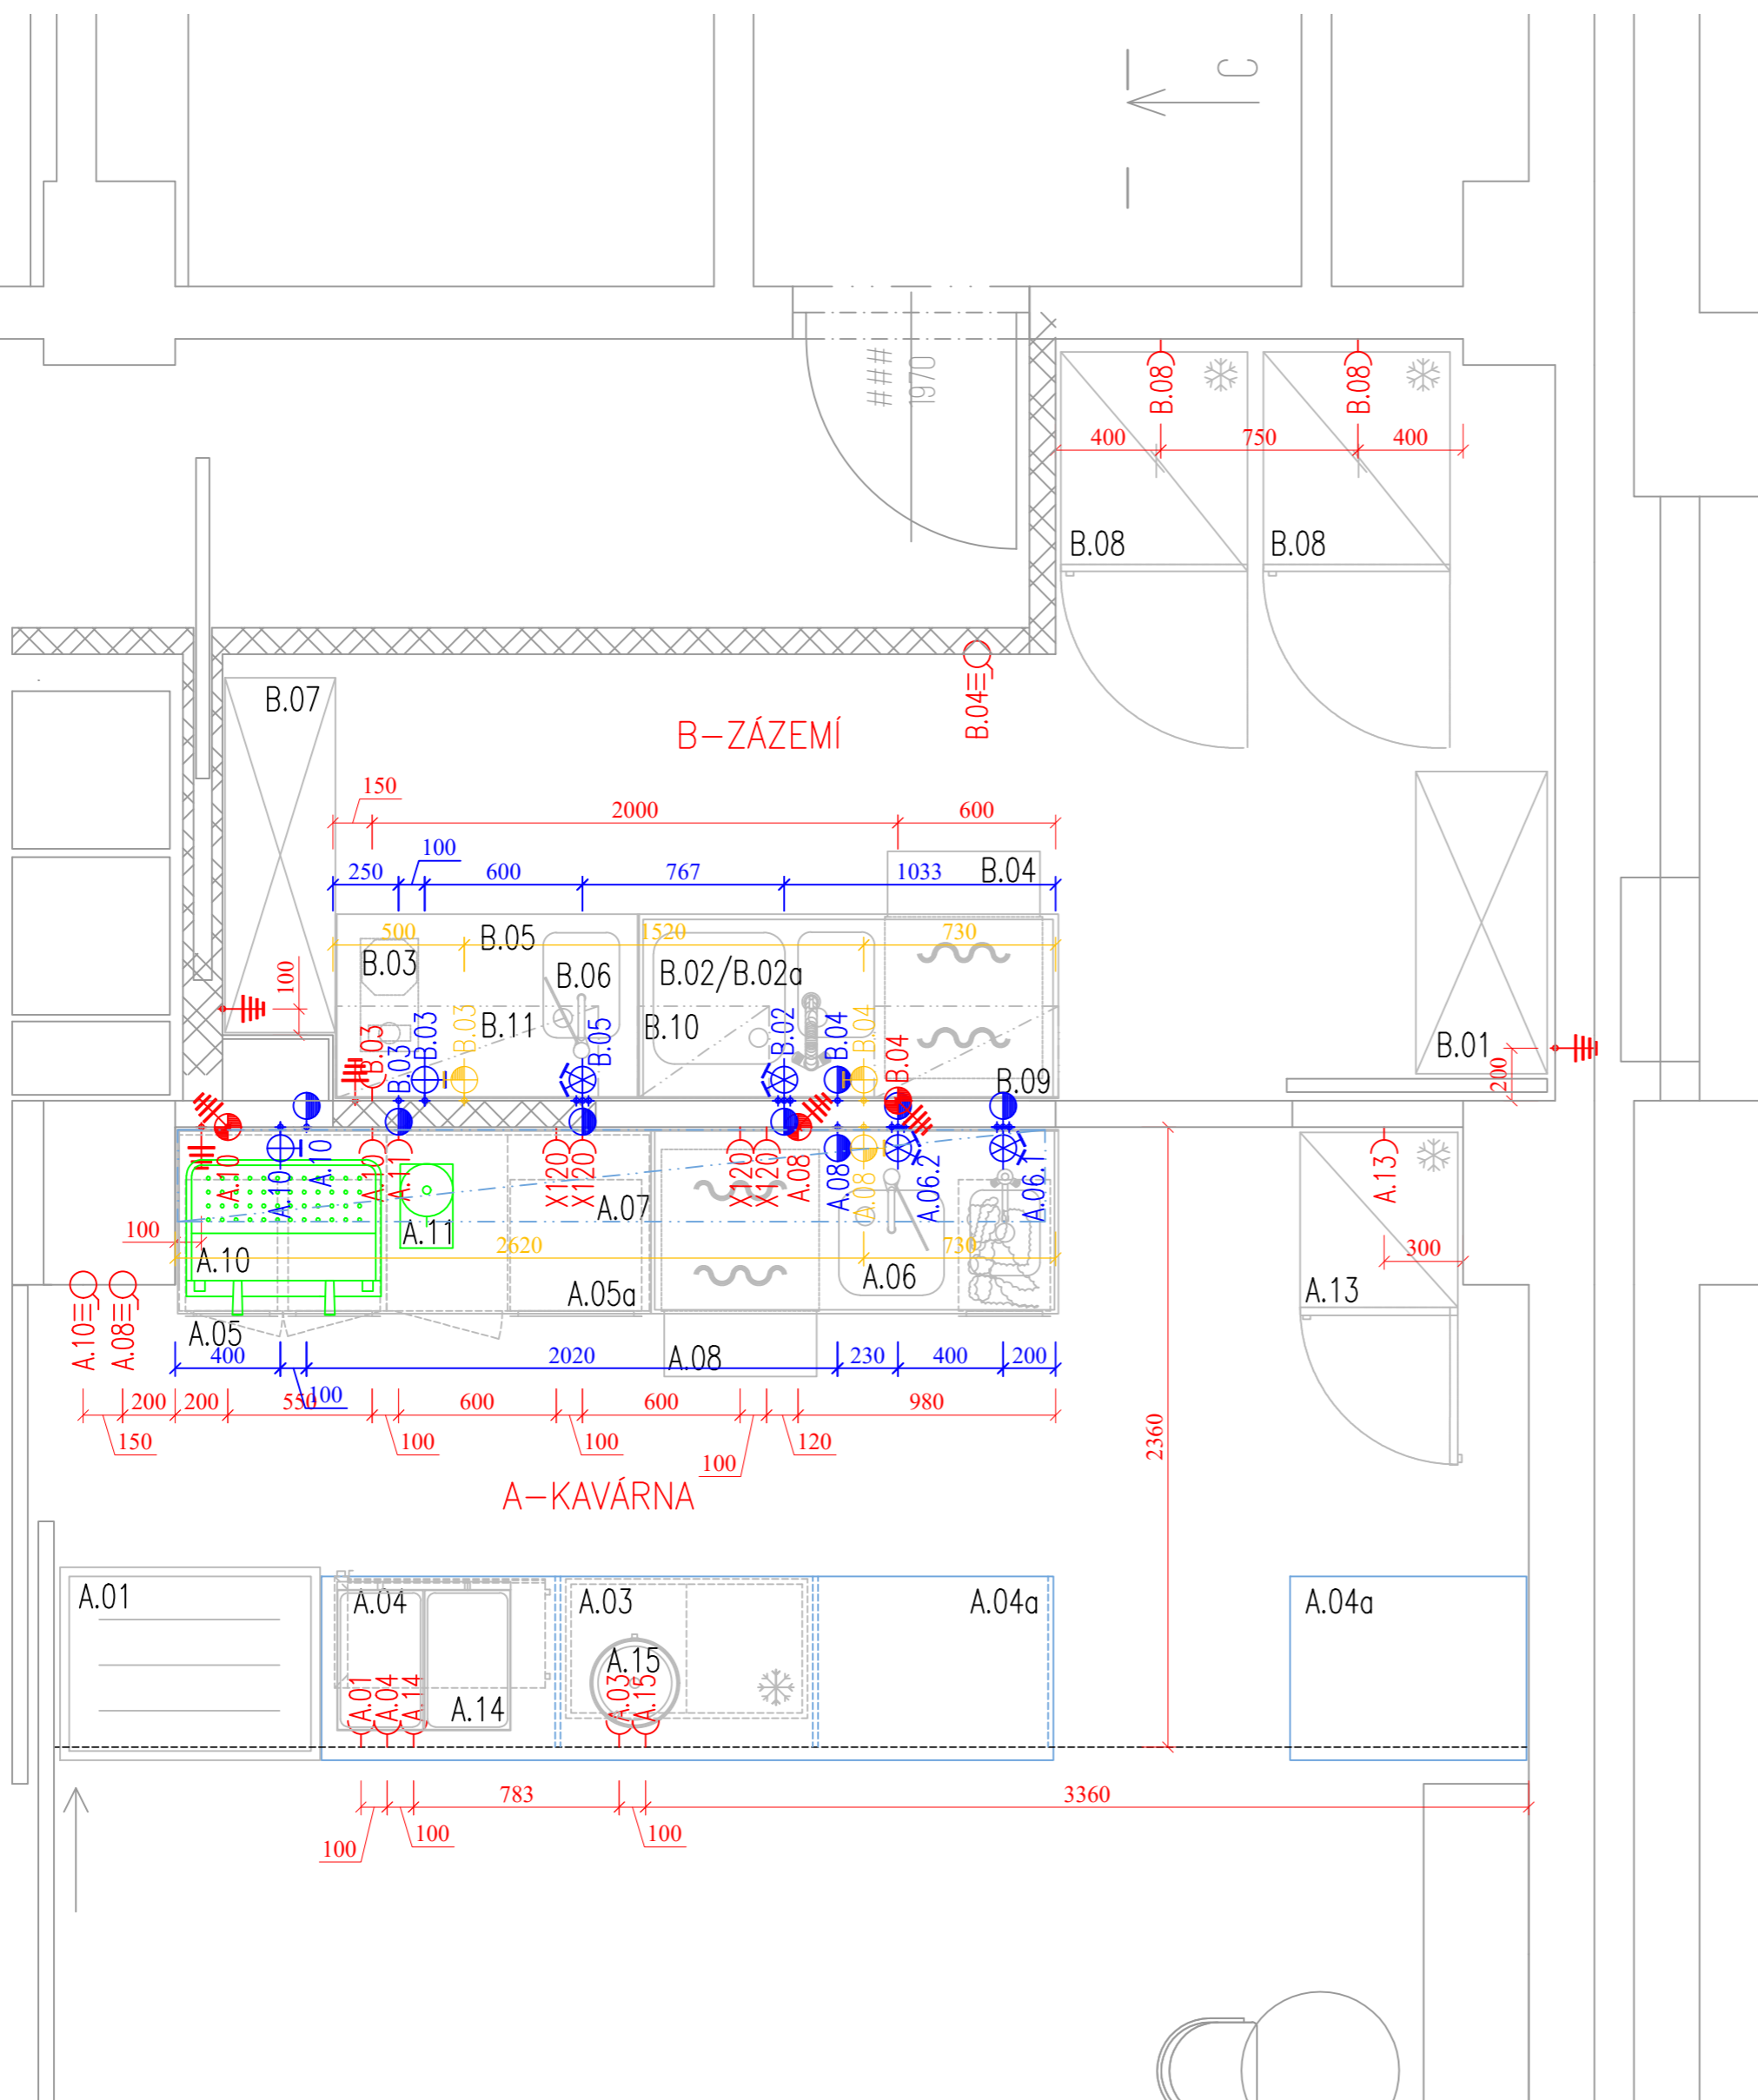 C
###
1970
B.08
B.08
400
750
400
B.08
B.08
B.07
B.04
B-ZÁZEMÍ
150
2000
600
100
250
600
767
1033
B.04
500
1520
730
B.05
B.03
B.06
B.02/B.02a
100
B.11
B.10
B.03
B.03
B.03
B.03
B.05
B.02
B.04
B.04
B.04
B.01
200
B.09
A.10
A.10
A.10
A.10
A.11
X120
X120
X120
X120
A.08
A.08
A.08
A.06.2
A.06.1
A.13
A.07
A.11
100
A.10
2620
730
300
A.06
A.05a
A.13
A.10
A.08
A.05
A.08
400
100
2020
230
400
200
200
200
550
600
600
980
150
100
100
100
120
2360
A-KAVÁRNA
A.01
A.04
A.03
A.04a
A.04a
A.15
A.14
A.01
A.04
A.14
A.03
A.15
783
3360
100
100
100